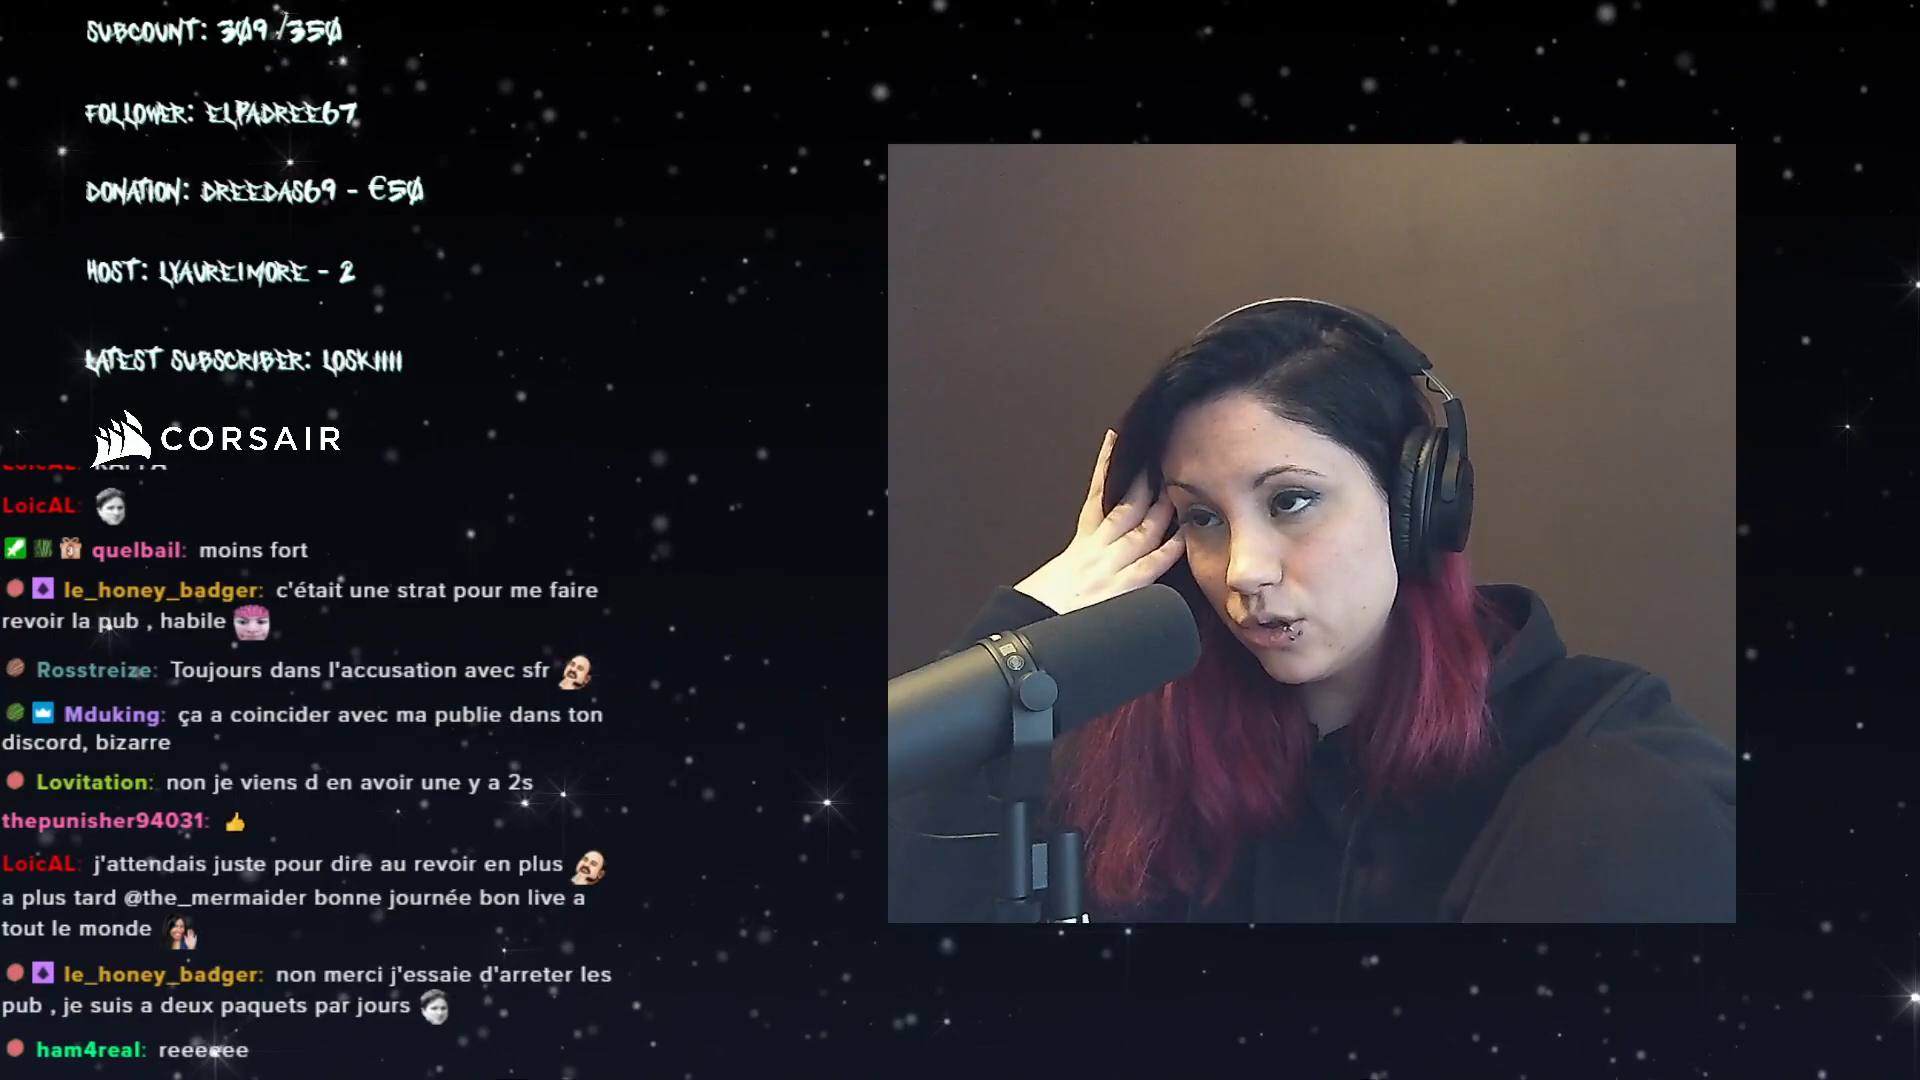 SUBCOUNT: 309 /350
FOLLOWER: ELPADREE67
DONATION: DREEDAS69 - €50
HOST: LYAUREIMORE - 2
LATEST SUBSCRIBER: LOSKIIII
CORSAIR
LoicAL: KAPPA
LoicAL:
quelbail: moins fort
le_honey_badger: c'était une strat pour me faire
revoir la pub , habile
Rosstreize: Toujours dans l'accusation avec sfr
Mduking: ça a coincider avec ma publie dans ton
discord, bizarre
Lovitation: non je viens d en avoir une y a 2s
thepunisher94031: 👍
LoicAL: j'attendais juste pour dire au revoir en plus
a plus tard @the_mermaider bonne journée bon live a
tout le monde
le_honey_badger: non merci j'essaie d'arreter les
pub , je suis a deux paquets par jours
ham4real: reeeeee